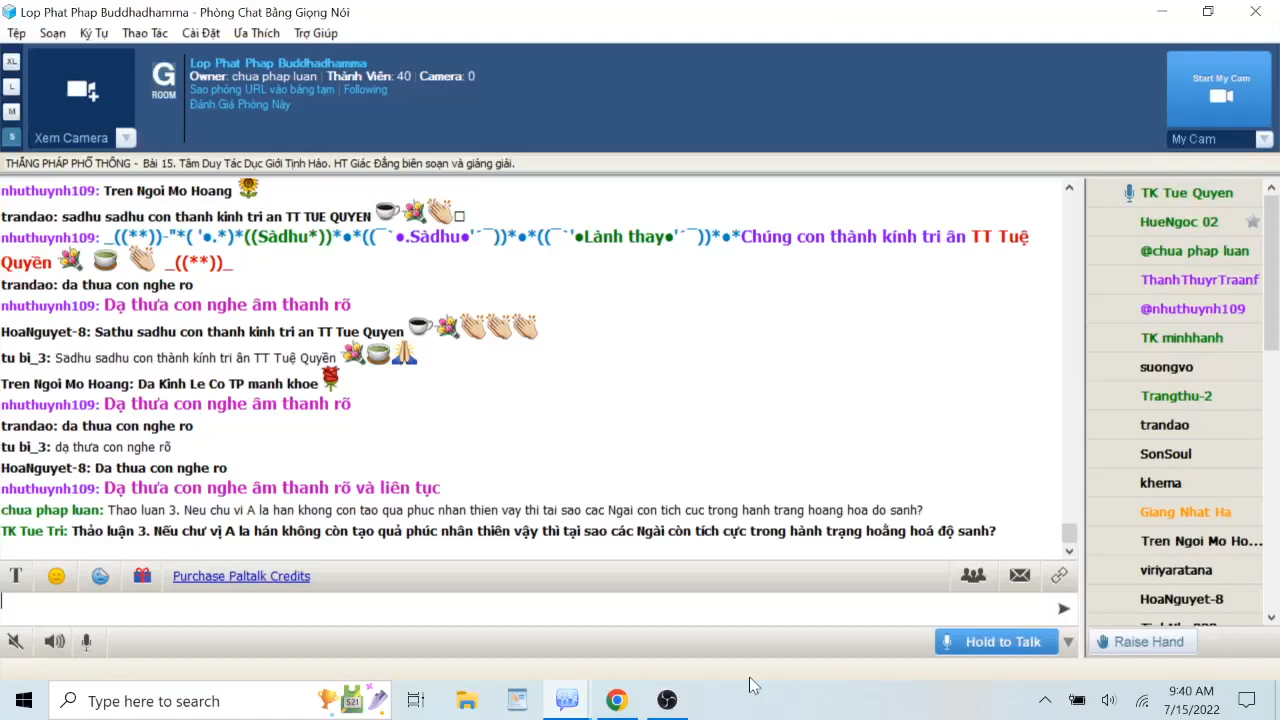 Lop Phat Phap Buddhadhamma - Phòng Chat Bằng Giọng Nói
Tệp Soạn Ký Tự Thao Tác Cài Đặt Ưa Thích Trợ Giúp
XL
L
M
S
Xem Camera
G
ROOM
Lop Phat Phap Buddhadhamma
Owner: chua phap luan | Thành Viên: 40 | Camera: 0
Sao phỏng URL vào bảng tạm | Following
Đánh Giá Phòng Này
Start My Cam
My Cam
THẮNG PHÁP PHỔ THÔNG - Bài 15. Tâm Duy Tác Dục Giới Tịnh Hảo. HT Giác Đẳng biên soạn và giảng giải.
nhuthuynh109: Tren Ngoi Mo Hoang
trandao: sadhu sadhu con thanh kinh tri an TT TUE QUYEN
nhuthuynh109: _((**))-"*( '●.*)*((Sàdhu*))*●*((¯`●.Sàdhu●'´¯))*●*((¯`'●Lành thay●'´¯))*●*Chúng con thành kính tri ân TT Tuệ
Quyền _((**))_
trandao: da thua con nghe ro
nhuthuynh109: Dạ thưa con nghe âm thanh rõ
HoaNguyet-8: Sathu sadhu con thanh kinh tri an TT Tue Quyen
tu bi_3: Sadhu sadhu con thành kính tri ân TT Tuệ Quyền
Tren Ngoi Mo Hoang: Da Kinh Le Co TP manh khoe
nhuthuynh109: Dạ thưa con nghe âm thanh rõ
trandao: da thua con nghe ro
tu bi_3: dạ thưa con nghe rõ
HoaNguyet-8: Da thua con nghe ro
nhuthuynh109: Dạ thưa con nghe âm thanh rõ và liên tục
chua phap luan: Thao luan 3. Neu chu vi A la han khong con tao qua phuc nhan thien vay thi tai sao cac Ngai con tich cuc trong hanh trang hoang hoa do sanh?
TK Tue Tri: Thảo luận 3. Nếu chư vị A la hán không còn tạo quả phúc nhân thiên vậy thì tại sao các Ngài còn tích cực trong hành trạng hoằng hoá độ sanh?
TK Tue Quyen
HueNgoc 02
@chua phap luan
ThanhThuyrTraanf
@nhuthuynh109
TK minhhanh
suongvo
Trangthu-2
trandao
SonSoul
khema
Giang Nhat Ha
Tren Ngoi Mo Ho...
viriyaratana
HoaNguyet-8
T
Purchase Paltalk Credits
Hold to Talk
Raise Hand
Type here to search
521
9:40 AM
7/15/2022